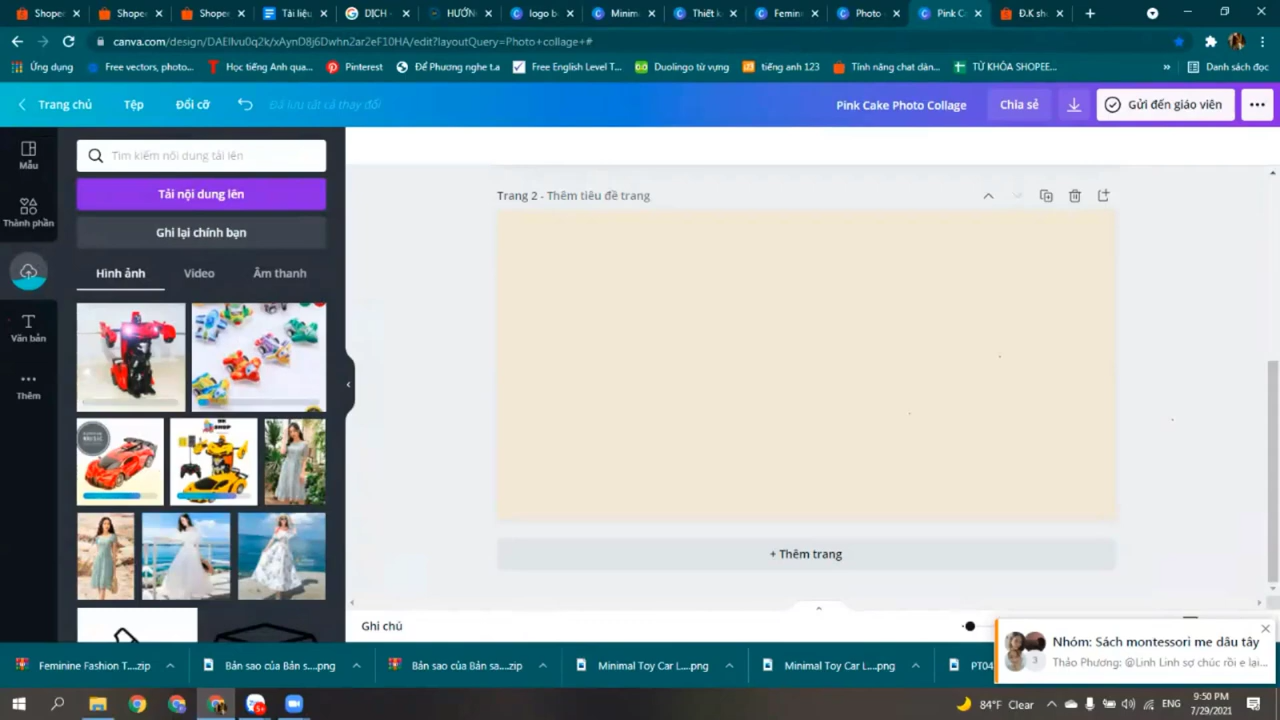 Shopee
Shopee
Shopee
Tài liệu
DỊCH -
HƯỚN
logo b
Minim
Thiết k
Femin
Photo
Pink C
Đ.K sh
canva.com/design/DAEllvu0q2k/xAynD8j6Dwhn2ar2eF10HA/edit?layoutQuery=Photo+collage+#
Ứng dụng
Free vectors, photo...
Học tiếng Anh qua...
Pinterest
Để Phương nghe t.a
Free English Level T...
Duolingo từ vựng
tiếng anh 123
Tính năng chat dàn...
TỪ KHÓA SHOPEE...
»
Danh sách đọc
Trang chủ
Tệp
Đổi cỡ
Đã lưu tất cả thay đổi
Pink Cake Photo Collage
Chia sẻ
Gửi đến giáo viên
Mẫu
Thành phần
Văn bản
Thêm
Tìm kiếm nội dung tải lên
Tải nội dung lên
Ghi lại chính bạn
Hình ảnh
Video
Âm thanh
Trang 2 - Thêm tiêu đề trang
+ Thêm trang
Ghi chú
Nhóm: Sách montessori mẹ dâu tây
3
Thảo Phương: @Linh Linh sợ chúc rồi e lại...
Feminine Fashion T....zip
Bản sao của Bản s....png
Bản sao của Bản sa....zip
Minimal Toy Car L....png
Minimal Toy Car L....png
PT04
5+
84°F Clear
ENG
9:50 PM
7/29/2021